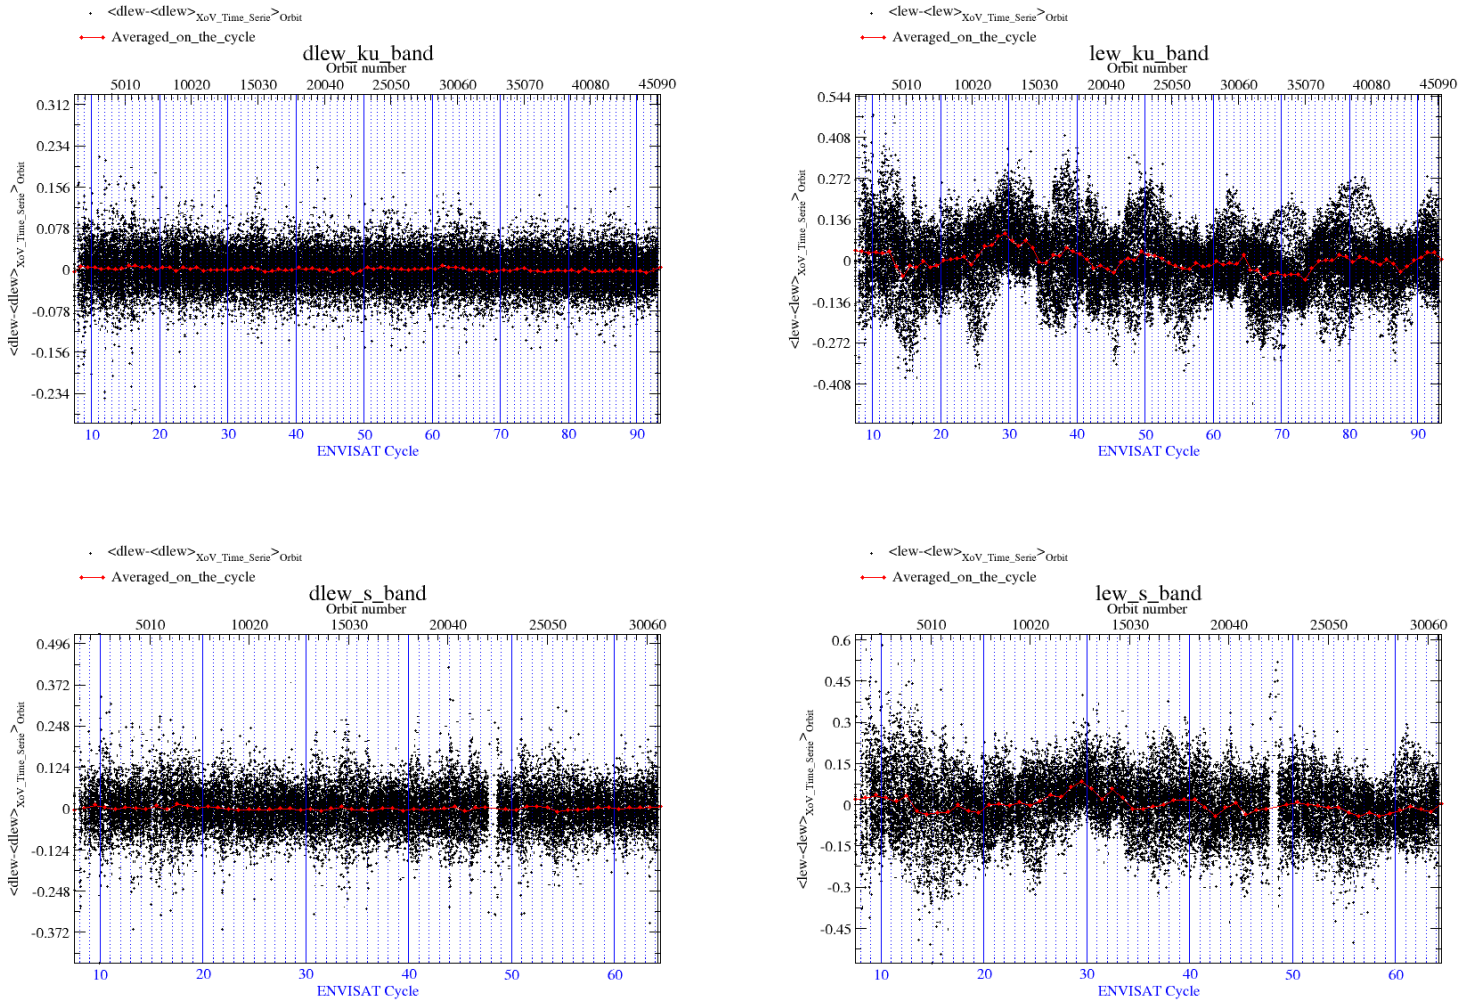 <dlew-<dlew>XoV_Time_Serie>Orbit
Averaged_on_the_cycle
dlew_ku_band
Orbit number
5010 10020 15030 20040 25050 30060 35070 40080 45090
0.312
0.234
0.156
0.078
0
-0.078
-0.156
-0.234
<dlew-<dlew>XoV_Time_Serie>Orbit
10 20 30 40 50 60 70 80 90
ENVISAT Cycle
<lew-<lew>XoV_Time_Serie>Orbit
Averaged_on_the_cycle
lew_ku_band
Orbit number
5010 10020 15030 20040 25050 30060 35070 40080 45090
0.544
0.408
0.272
0.136
0
-0.136
-0.272
-0.408
<lew-<lew>XoV_Time_Serie>Orbit
10 20 30 40 50 60 70 80 90
ENVISAT Cycle
<dlew-<dlew>XoV_Time_Serie>Orbit
Averaged_on_the_cycle
dlew_s_band
Orbit number
5010 10020 15030 20040 25050 30060
0.496
0.372
0.248
0.124
0
-0.124
-0.248
-0.372
<dlew-<dlew>XoV_Time_Serie>Orbit
10 20 30 40 50 60
ENVISAT Cycle
<lew-<lew>XoV_Time_Serie>Orbit
Averaged_on_the_cycle
lew_s_band
Orbit number
5010 10020 15030 20040 25050 30060
0.6
0.45
0.3
0.15
0
-0.15
-0.3
-0.45
<lew-<lew>XoV_Time_Serie>Orbit
10 20 30 40 50 60
ENVISAT Cycle